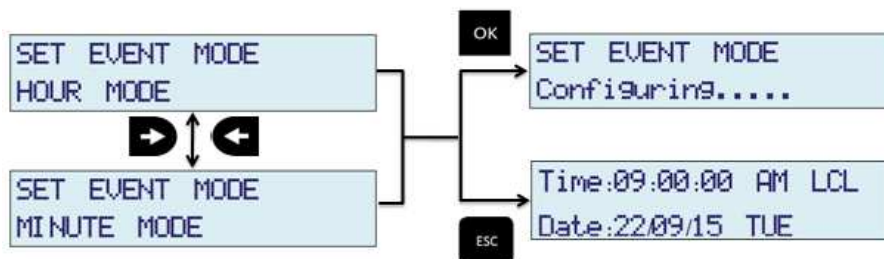 SET EVENT MODE
HOUR MODE
SET EVENT MODE
MINUTE MODE
OK
SET EVENT MODE
Configuring.....
Time:09:00:00 AM LCL
Date:22/09/15 TUE
ESC